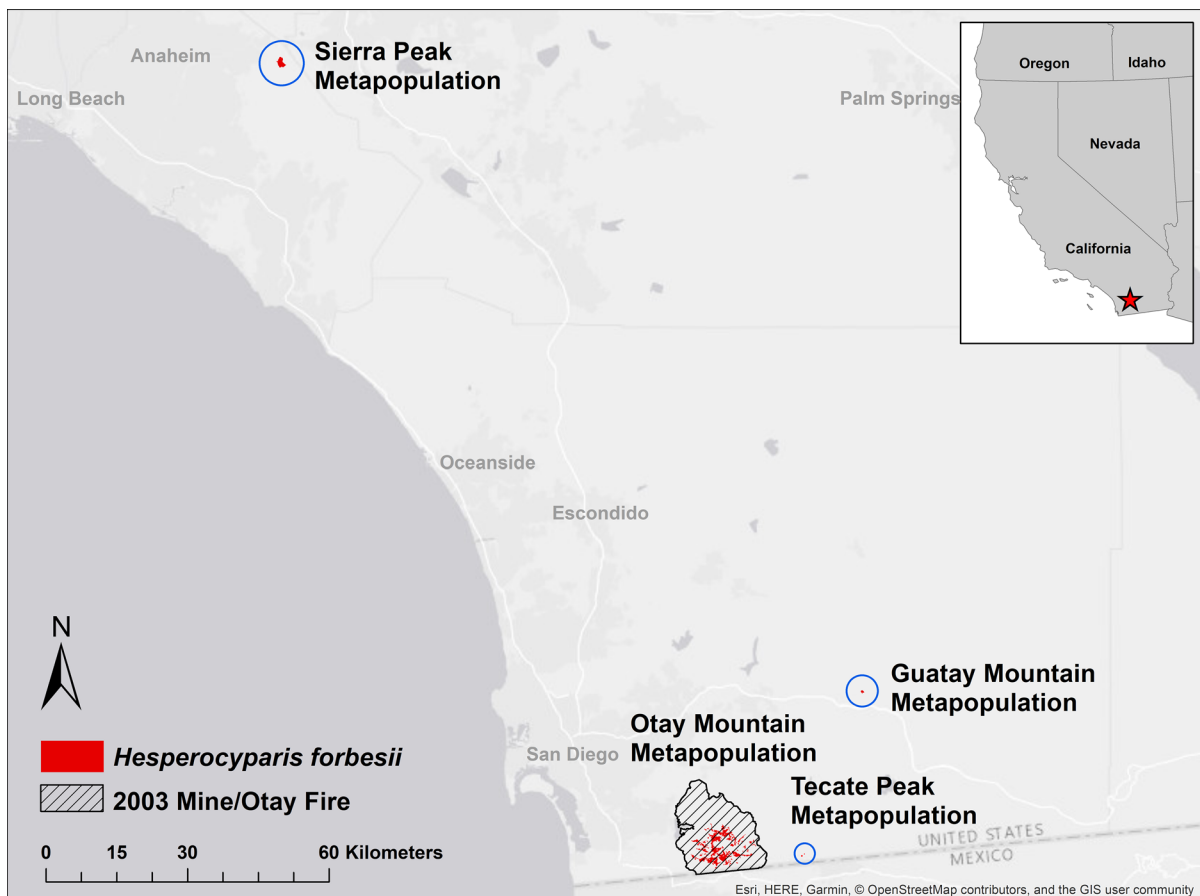 Anaheim
Sierra Peak
Metapopulation
Long Beach
Palm Springs
Oregon
Idaho
Nevada
California
Oceanside
Escondido
N
Guatay Mountain
Metapopulation
Otay Mountain
Metapopulation
San Diego
Hesperocyparis forbesii
2003 Mine/Otay Fire
Tecate Peak
Metapopulation
UNITED STATES
MEXICO
0 15 30 60 Kilometers
Esri, HERE, Garmin, © OpenStreetMap contributors, and the GIS user community